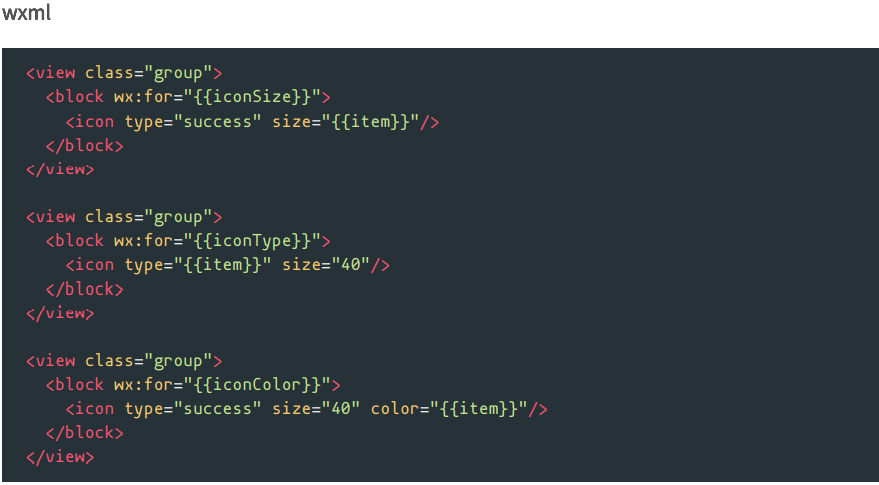 wxml
<view class="group">
  <block wx:for="{{iconSize}}">
    <icon type="success" size="{{item}}"/>
  </block>
</view>

<view class="group">
  <block wx:for="{{iconType}}">
    <icon type="{{item}}" size="40"/>
  </block>
</view>

<view class="group">
  <block wx:for="{{iconColor}}">
    <icon type="success" size="40" color="{{item}}"/>
  </block>
</view>